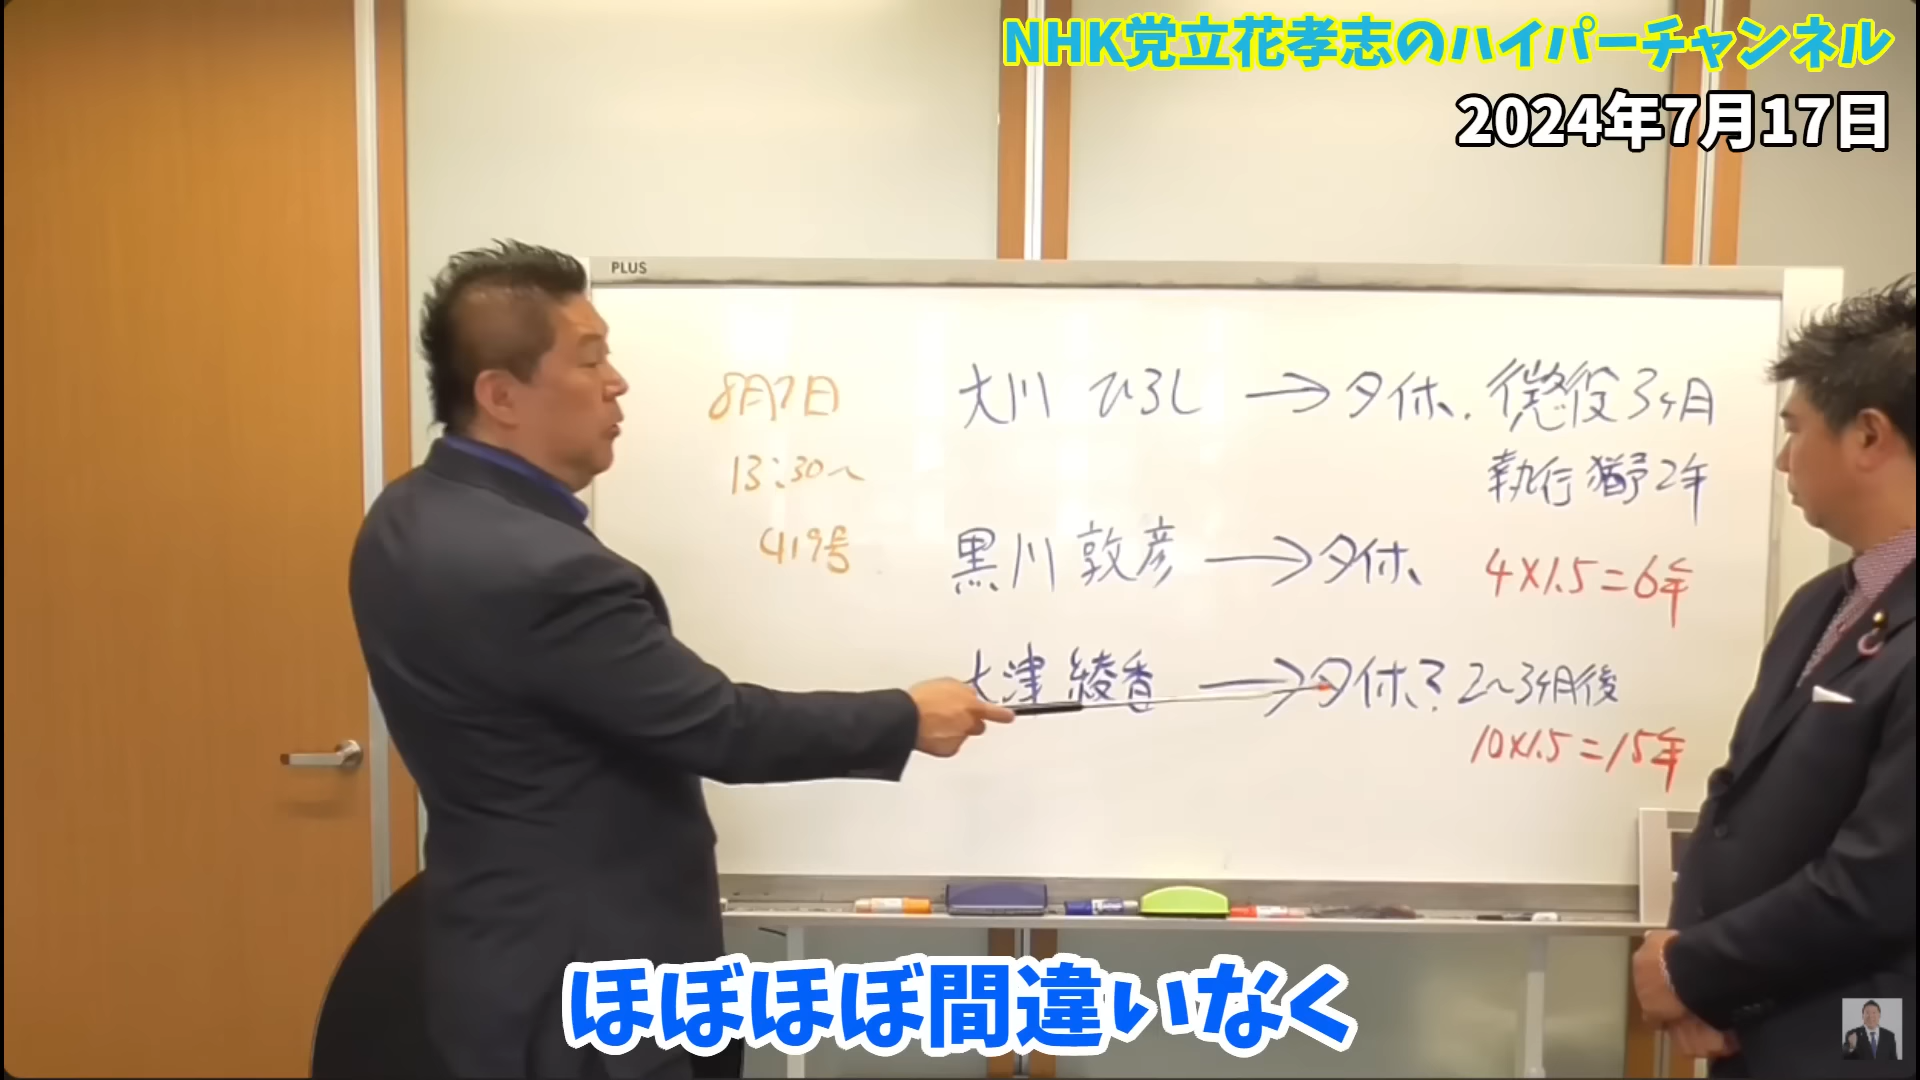 NHK党立花孝志のハイパーチャンネル
2024年7月17日
PLUS
8月7日
13:30〜
419号
大川 ひろし → タイホ、懲役3ヶ月
執行猶予2年
黒川 敦彦 → タイホ
4×1.5=6年
大津 綾香 → タイホ? 2〜3ヶ月後
10×1.5=15年
ほぼほぼ間違いなく